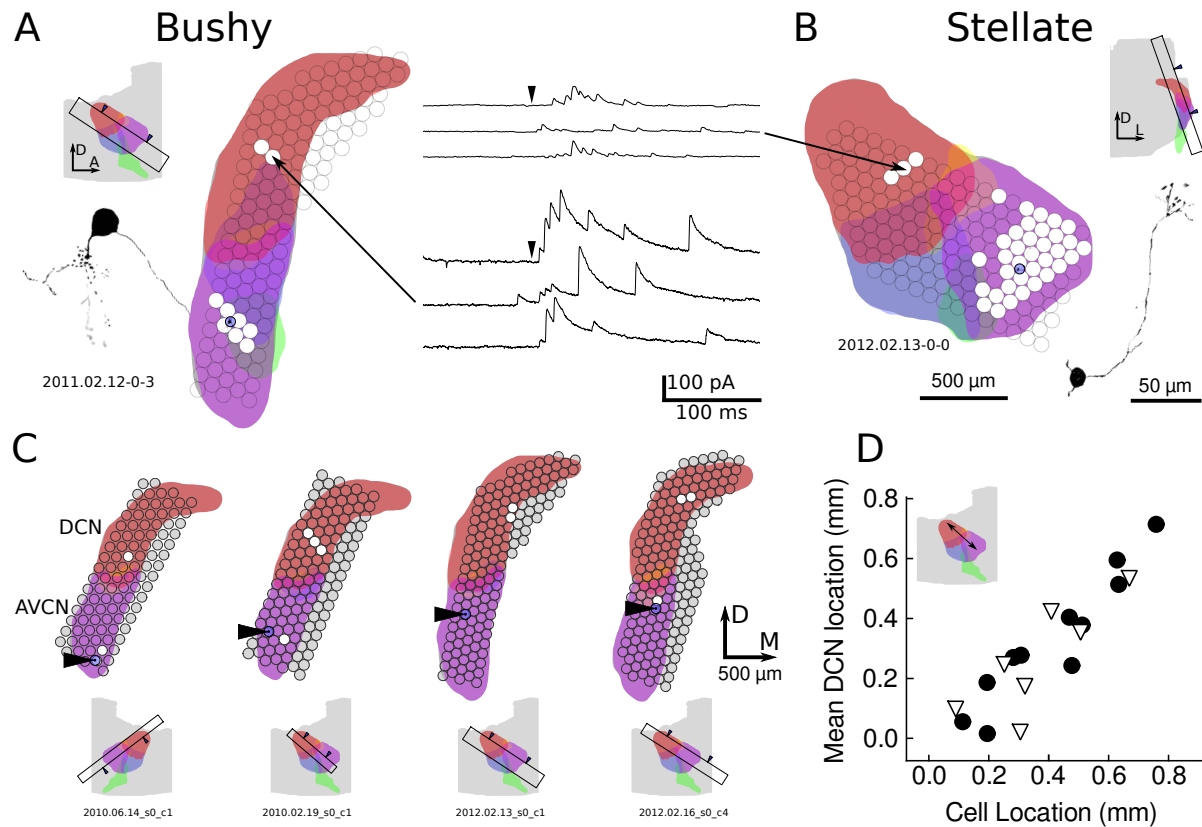 A Bushy
B Stellate
D
A
D
L
2011.02.12-0-3
2012.02.13-0-0
100 pA
100 ms
500 µm
50 µm
C
DCN
AVCN
D
M
500 µm
2010.06.14_s0_c1
2010.02.19_s0_c1
2012.02.13_s0_c1
2012.02.16_s0_c4
D
Mean DCN location (mm)
0.8
0.6
0.4
0.2
0.0
0.0 0.2 0.4 0.6 0.8
Cell Location (mm)